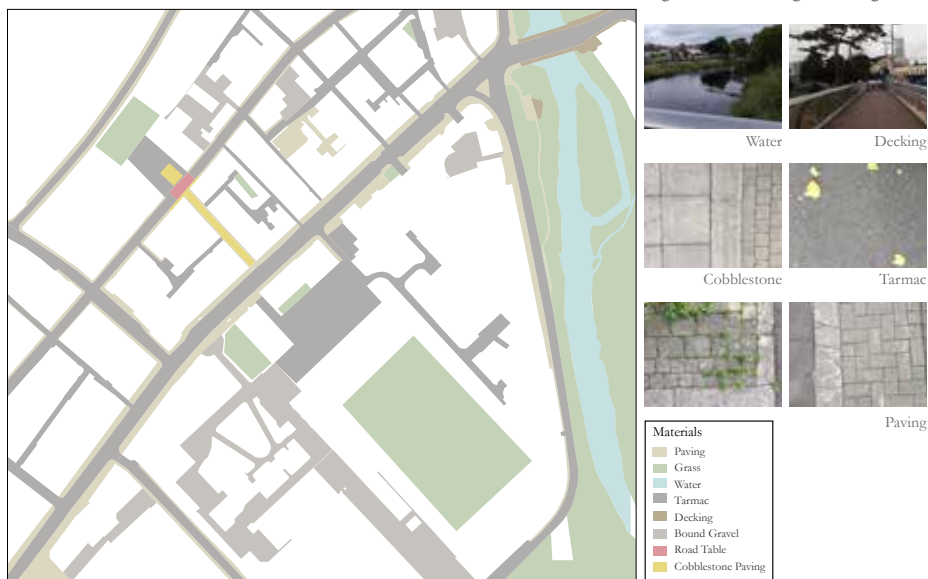 Water
Decking
Cobblestone
Tarmac
Paving
Materials
Paving
Grass
Water
Tarmac
Decking
Bound Gravel
Road Table
Cobblestone Paving